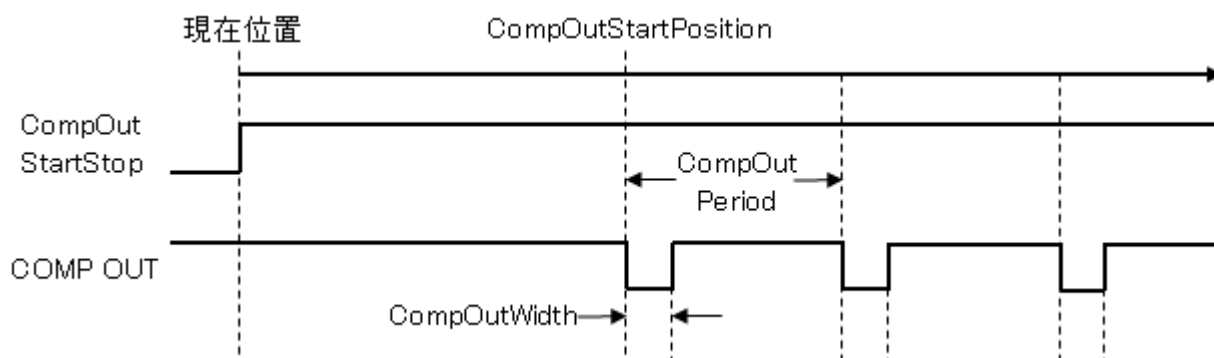 現在位置
CompOutStartPosition
CompOut
StartStop
CompOut
Period
COMP OUT
CompOutWidth